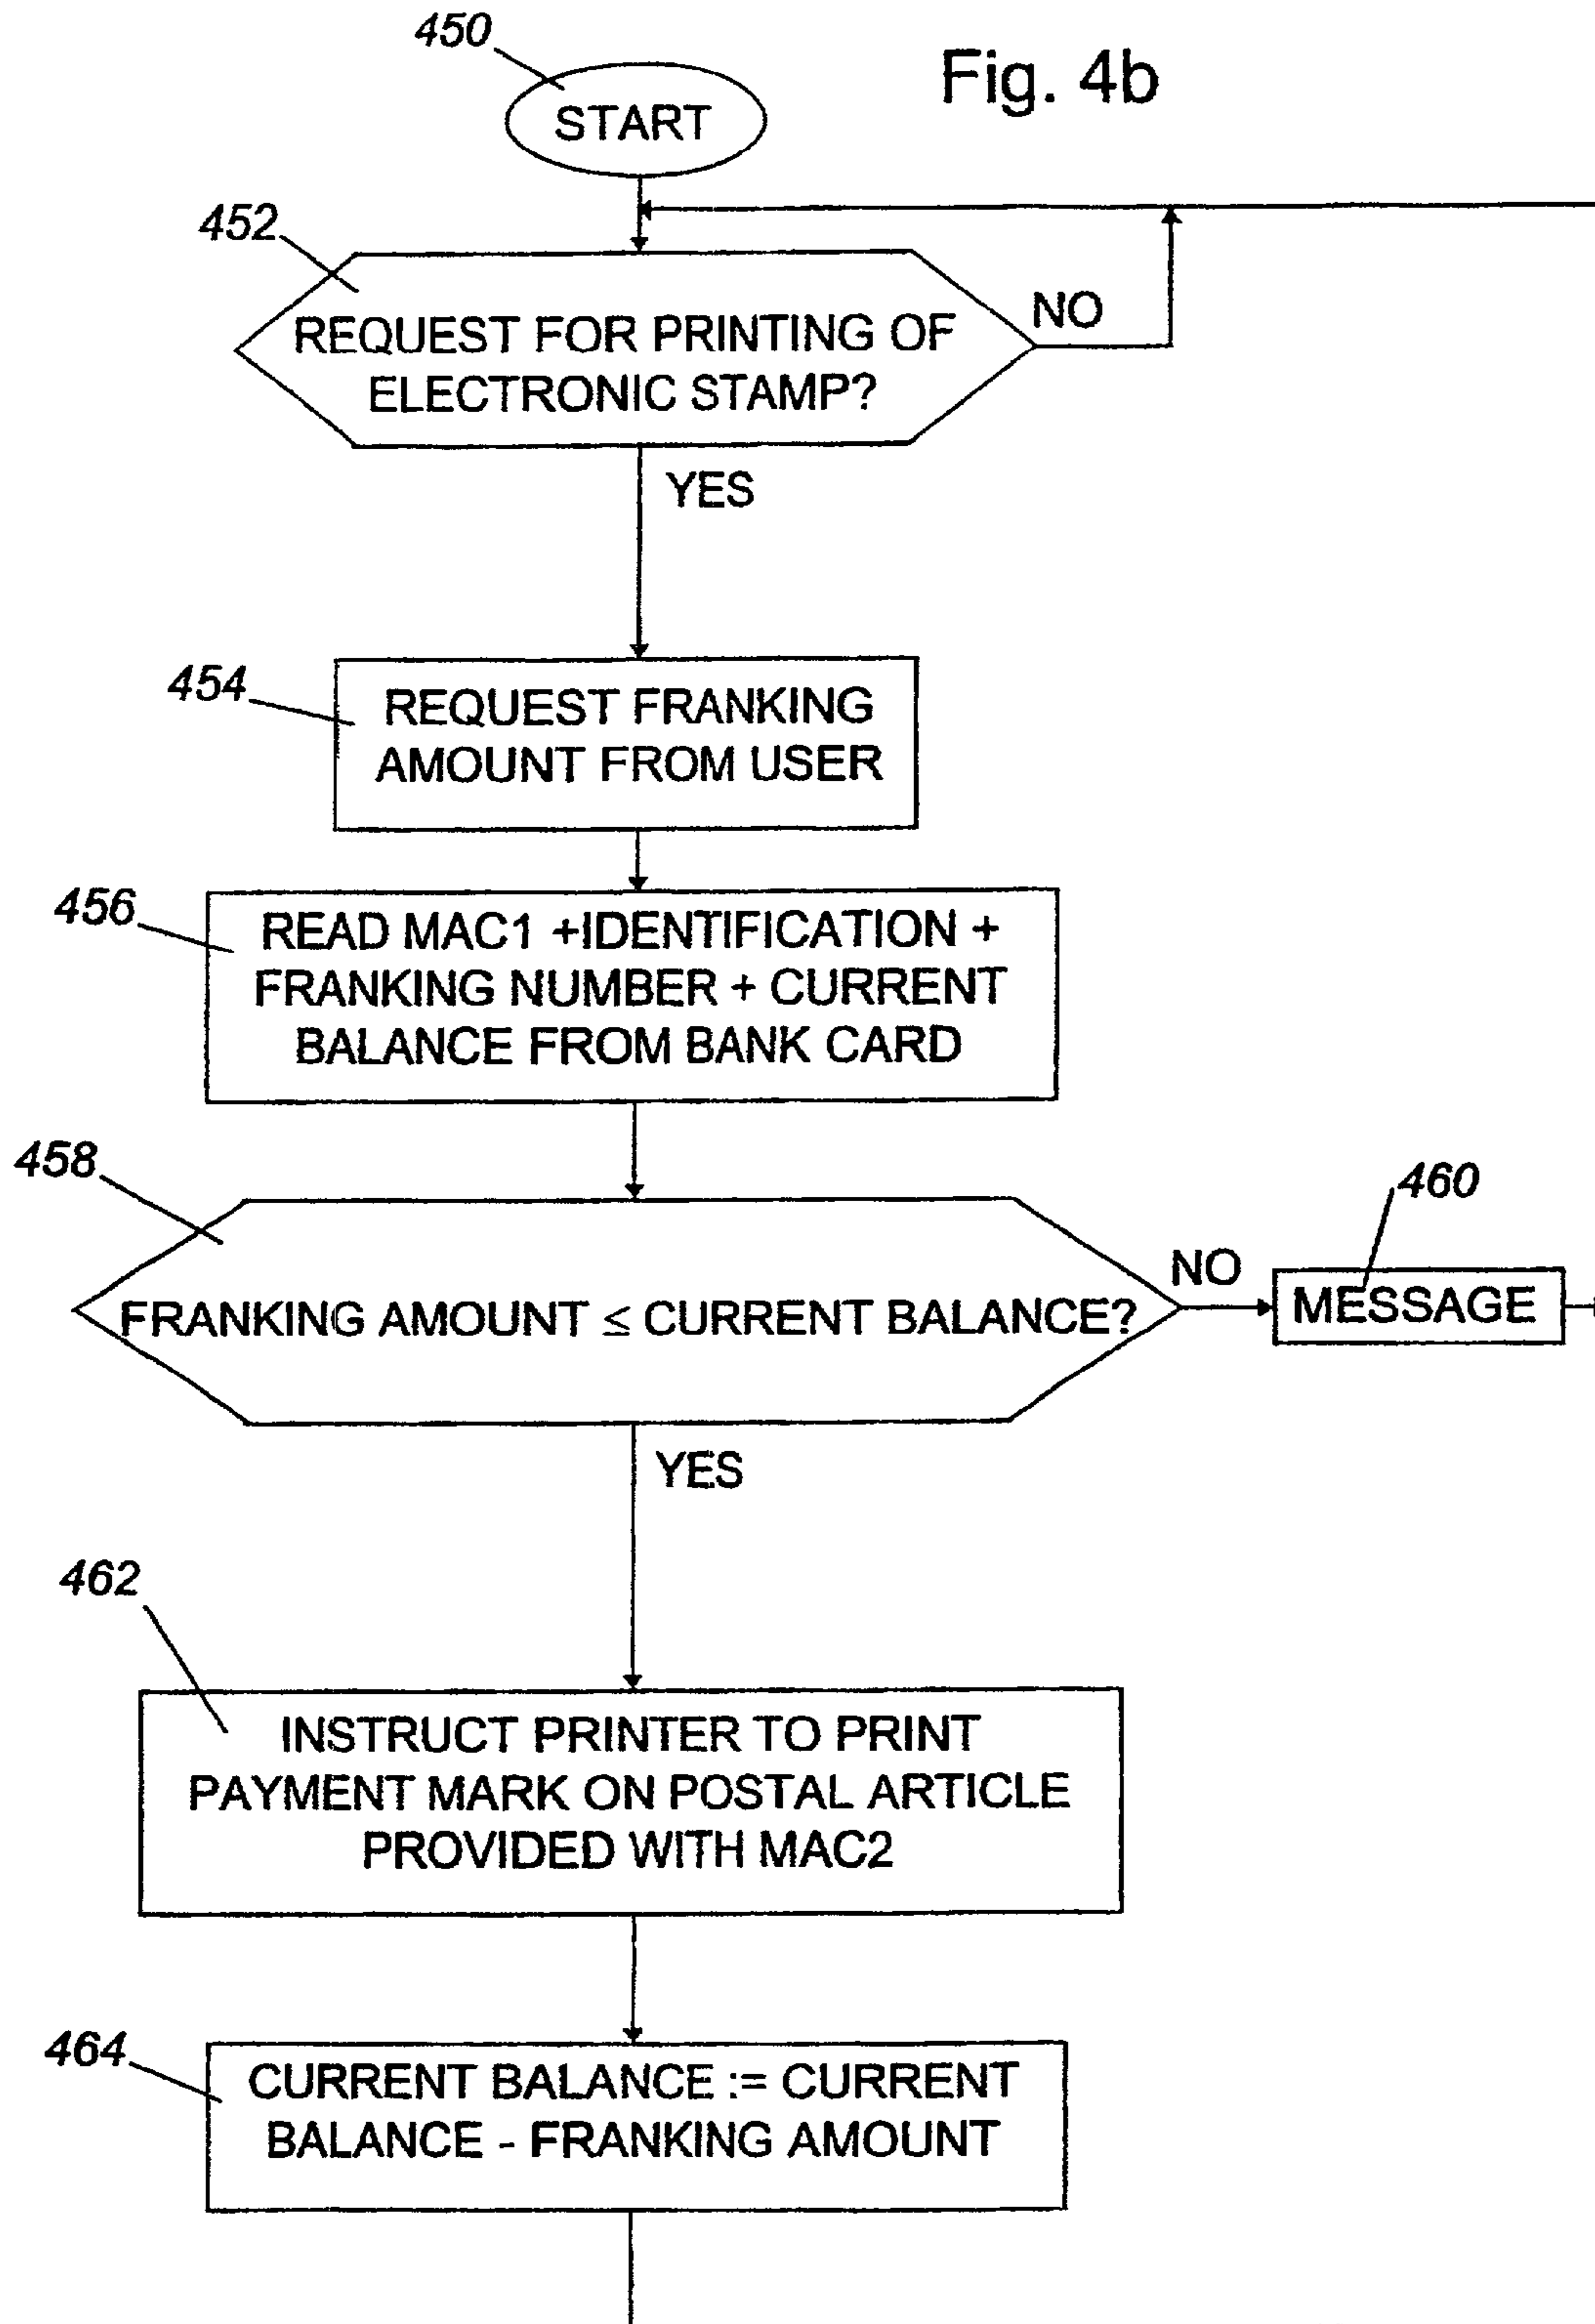 Fig. 4b
450
START
452
REQUEST FOR PRINTING OF
ELECTRONIC STAMP?
NO
YES
454
REQUEST FRANKING
AMOUNT FROM USER
456
READ MAC1 +IDENTIFICATION +
FRANKING NUMBER + CURRENT
BALANCE FROM BANK CARD
458
FRANKING AMOUNT ≤ CURRENT BALANCE?
NO
460
MESSAGE
YES
462
INSTRUCT PRINTER TO PRINT
PAYMENT MARK ON POSTAL ARTICLE
PROVIDED WITH MAC2
464
CURRENT BALANCE := CURRENT
BALANCE - FRANKING AMOUNT